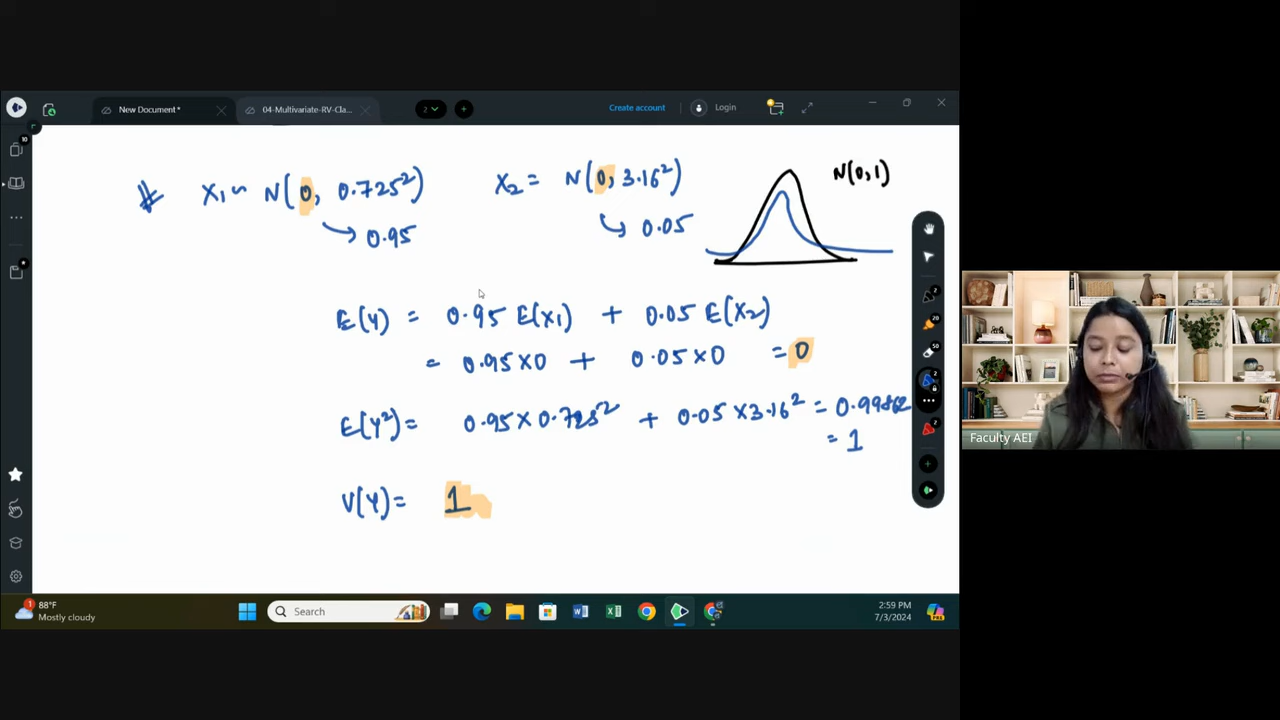 New Document*
04-Multivariate-RV-Cla...
2
+
Create account
Login
# X1 ~ N(0, 0.725²)
X2 = N(0, 3.16²)
N(0,1)
→ 0.95
→ 0.05
E(Y) = 0.95 E(X1) + 0.05 E(X2)
= 0.95×0 + 0.05×0 = 0
E(Y²) = 0.95×0.725² + 0.05×3.16² = 0.99862
= 1
V(Y) = 1
Faculty AEI
88°F
Mostly cloudy
Search
2:59 PM
7/3/2024